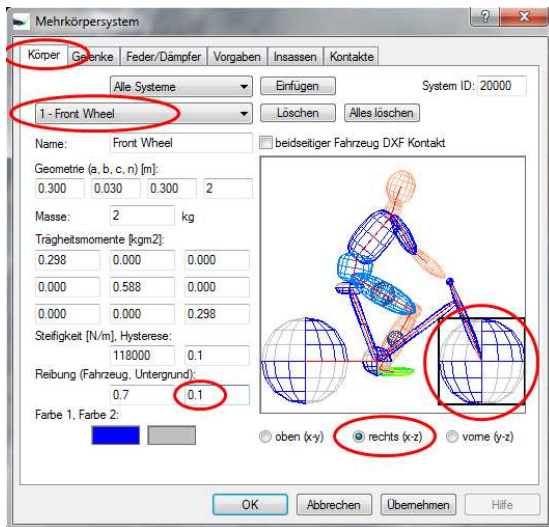 Mehrkörpersystem
Körper Gelenke Feder/Dämpfer Vorgaben Insassen Kontakte
Alle Systeme Einfügen System ID: 20000
1 - Front Wheel Löschen Alles löschen
Name: Front Wheel beidseitiger Fahrzeug DXF Kontakt
Geometrie (a, b, c, n) [m]:
0.300 0.030 0.300 2
Masse: 2 kg
Trägheitsmomente [kgm2]:
0.298 0.000 0.000
0.000 0.588 0.000
0.000 0.000 0.298
Steifigkeit [N/m], Hysterese:
118000 0.1
Reibung (Fahrzeug, Untergrund):
0.7 0.1
Farbe 1, Farbe 2:
oben (x-y) rechts (x-z) vorne (y-z)
OK Abbrechen Übernehmen Hilfe